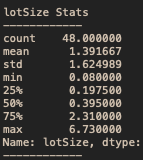 lotSize Stats
-------------
count    48.000000
mean      1.391667
std       1.624989
min       0.080000
25%       0.197500
50%       0.395000
75%       2.310000
max       6.730000
Name: lotSize, dtype:
-------------